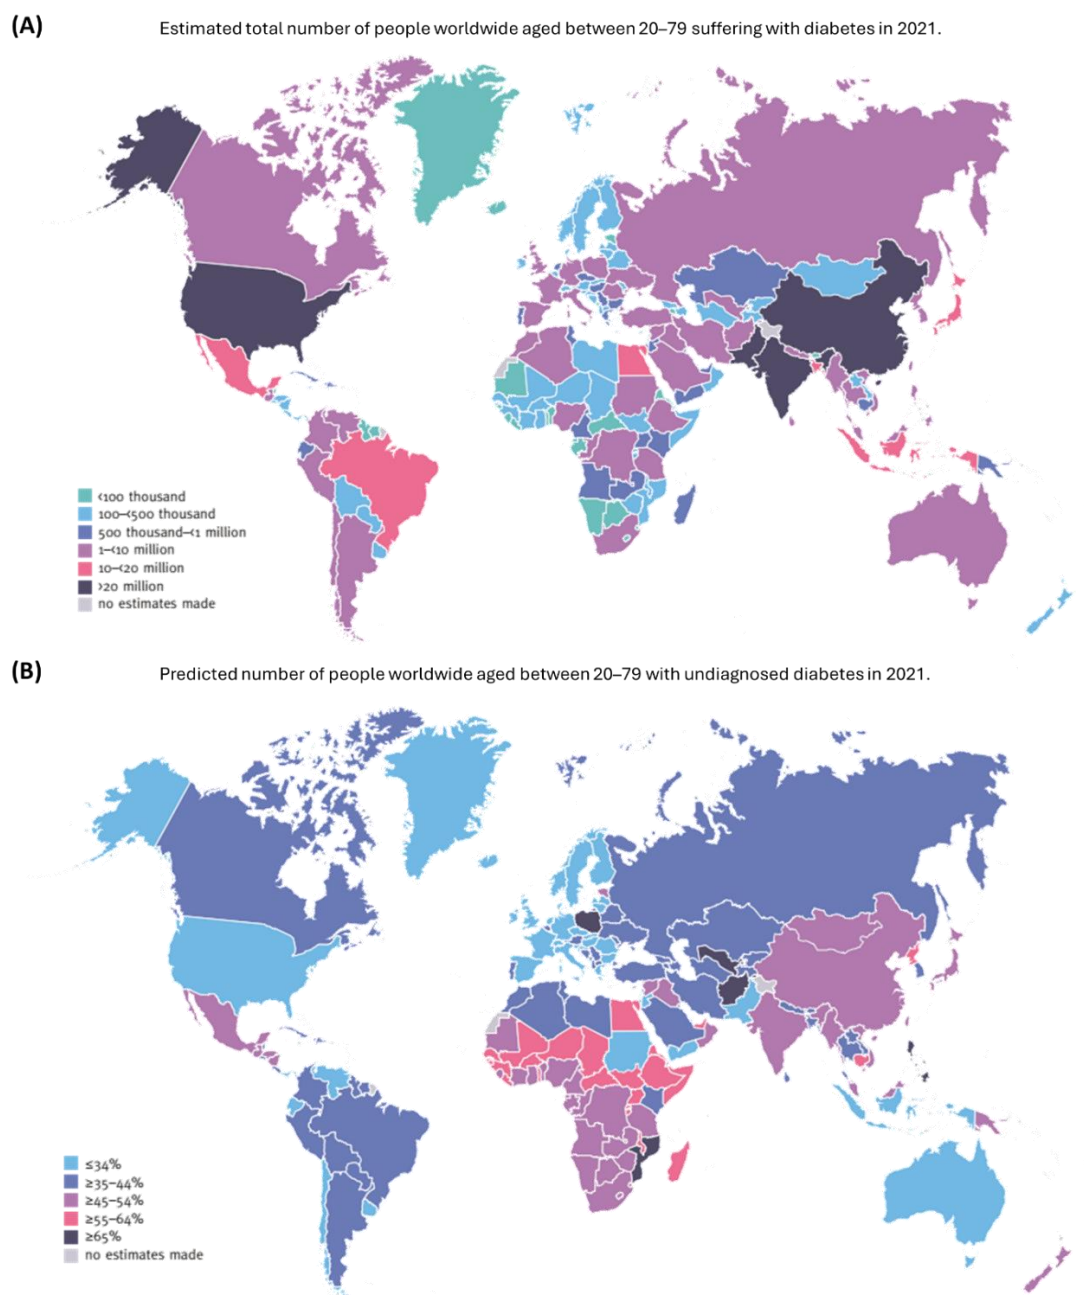 (A)
Estimated total number of people worldwide aged between 20–79 suffering with diabetes in 2021.
<100 thousand
100–<500 thousand
500 thousand–<1 million
1–<10 million
10–<20 million
>20 million
no estimates made
(B)
Predicted number of people worldwide aged between 20–79 with undiagnosed diabetes in 2021.
≤34%
≥35–44%
≥45–54%
≥55–64%
≥65%
no estimates made